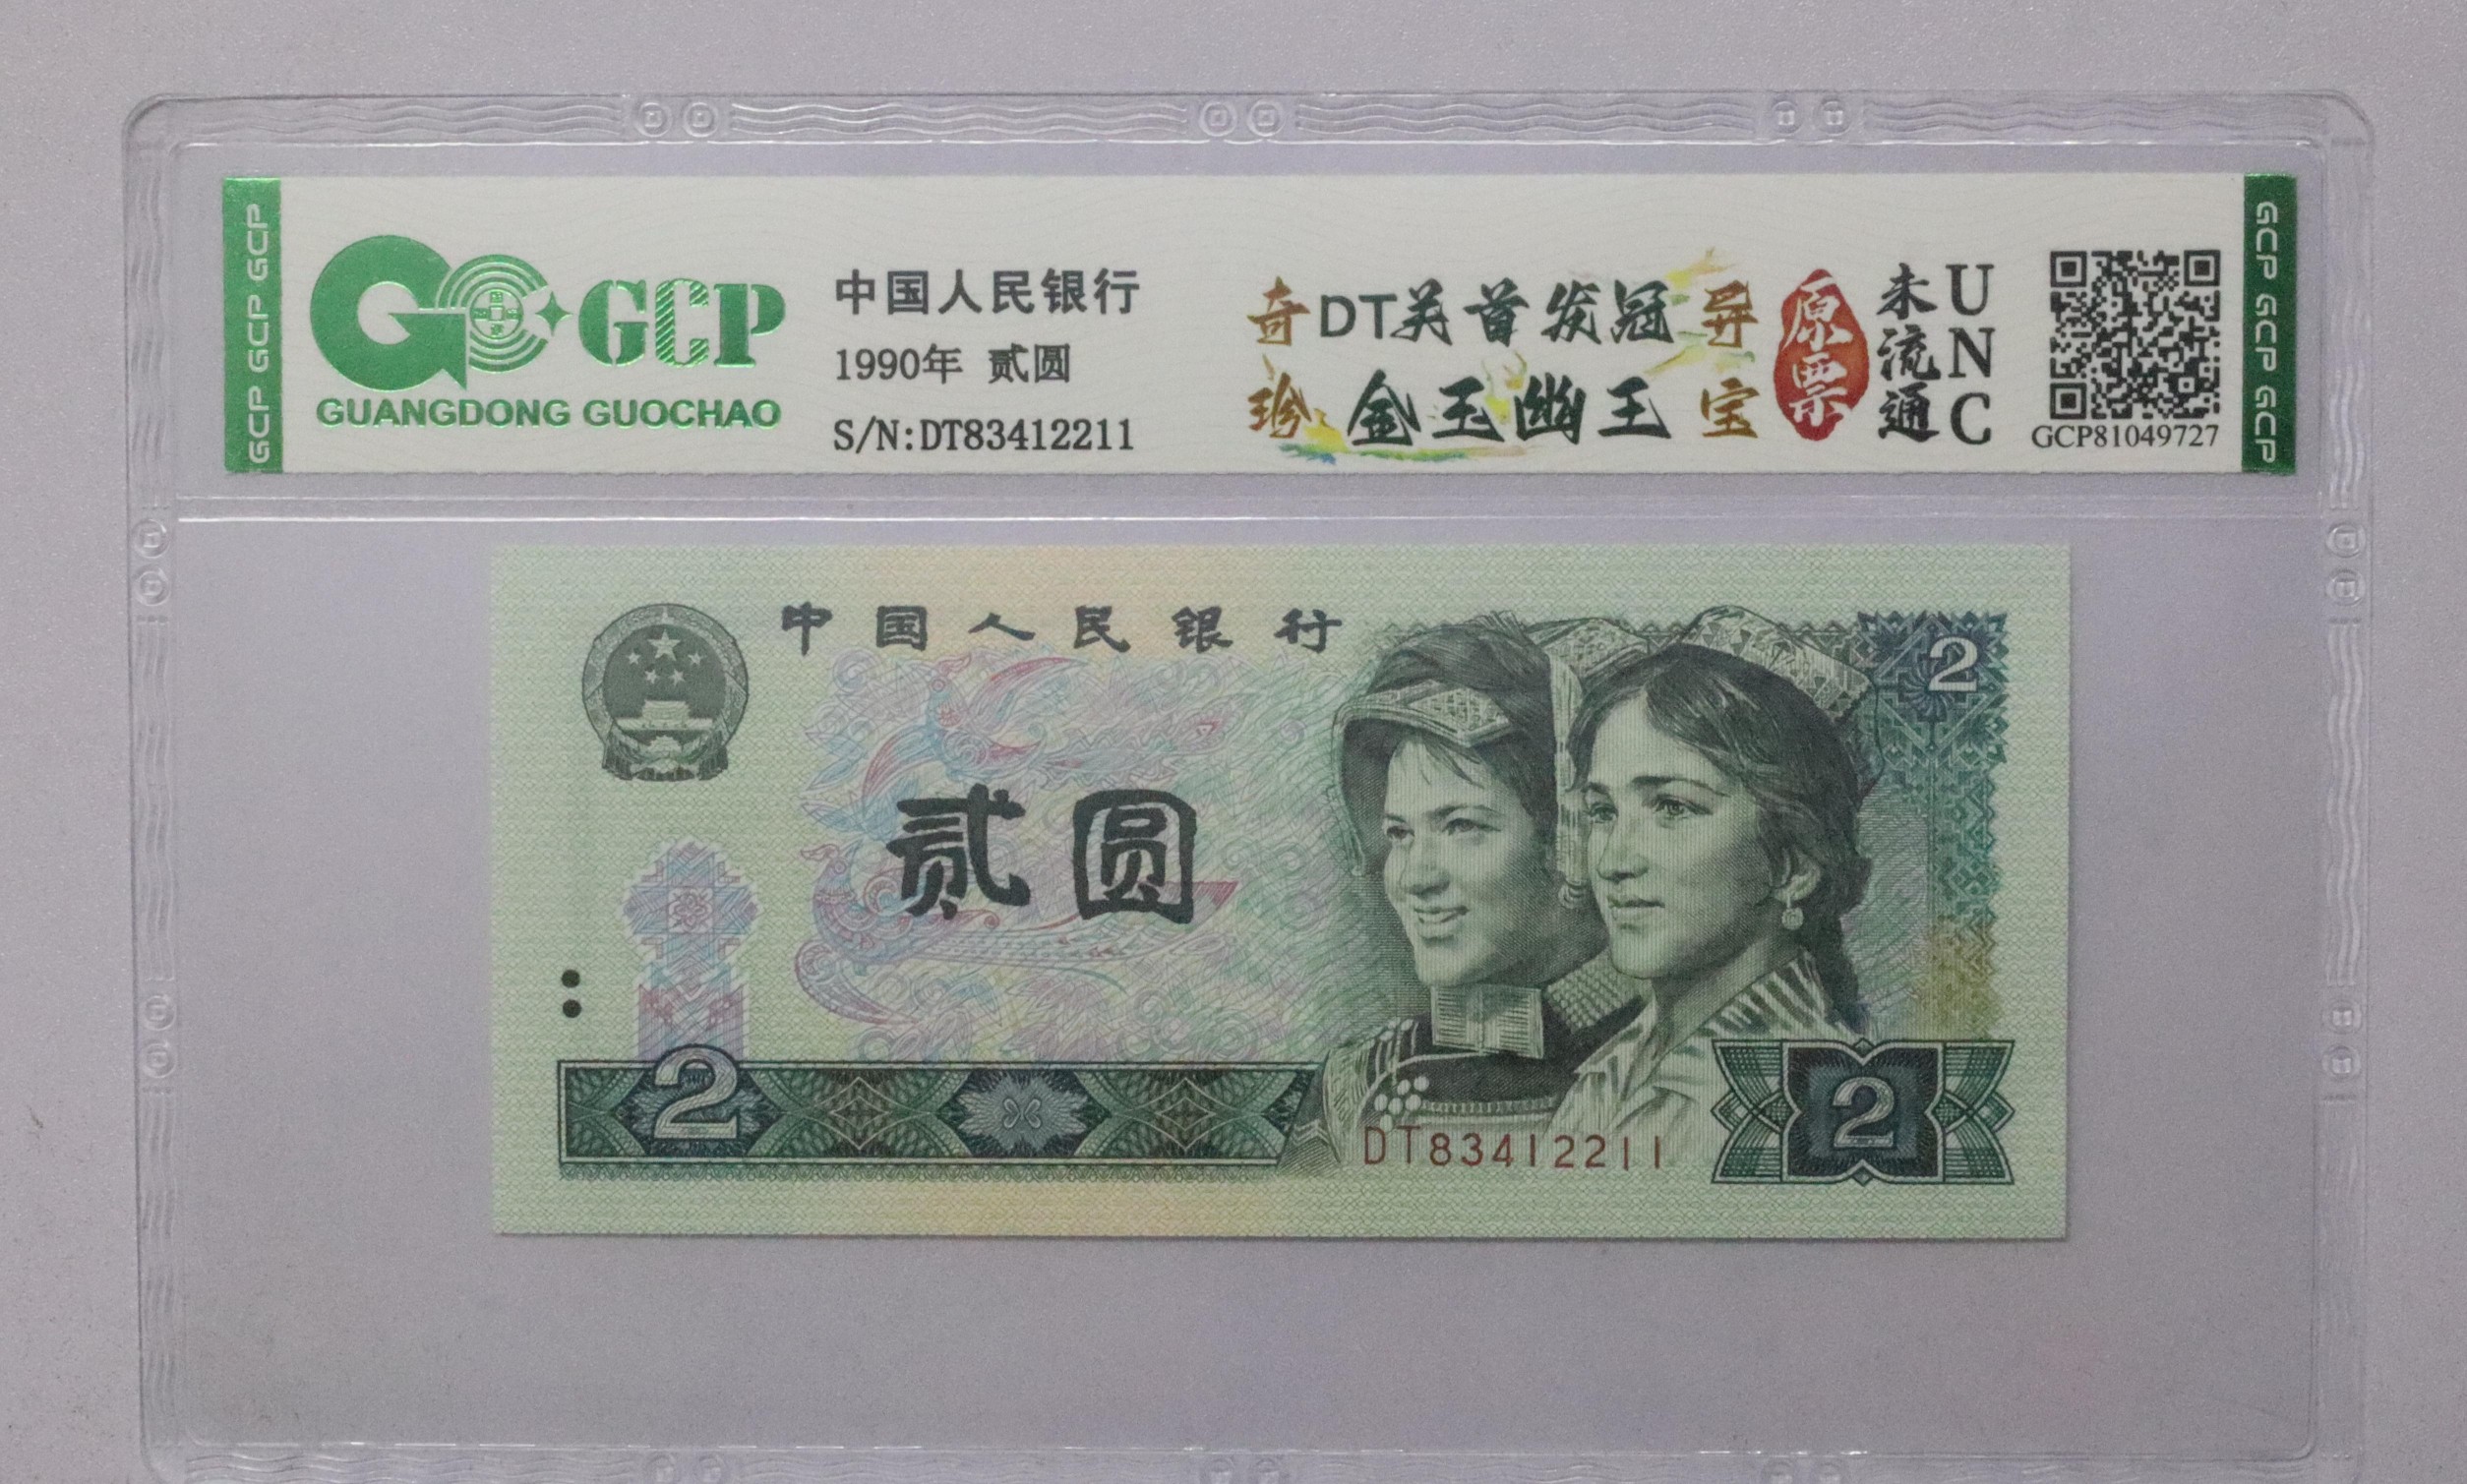 GCP GCP GCP
GCP
GUANGDONG GUOCHAO
中国人民银行
1990年 贰圆
S/N:DT83412211
奇珍
DT关首发冠
金玉幽王
异宝
原票
未流通
UNC
GCP81049727
GCP GCP GCP
中国人民银行
2
贰圆
2
DT83412211
2